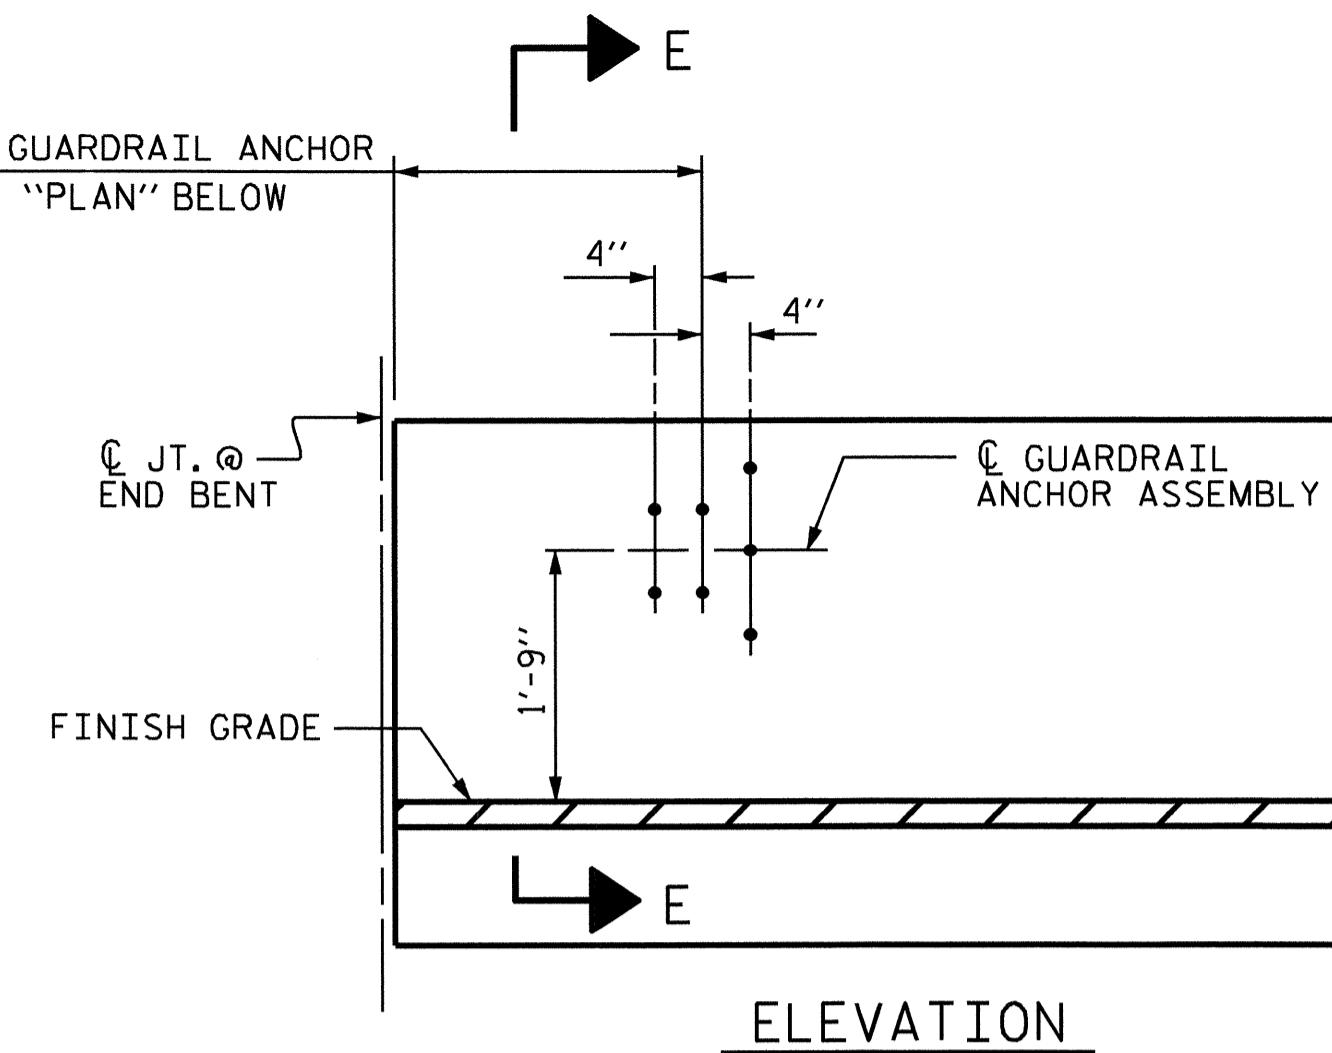 E
GUARDRAIL ANCHOR
"PLAN" BELOW
4"
4"
℄ JT. @
END BENT
℄ GUARDRAIL
ANCHOR ASSEMBLY
1'-9"
FINISH GRADE
E
ELEVATION